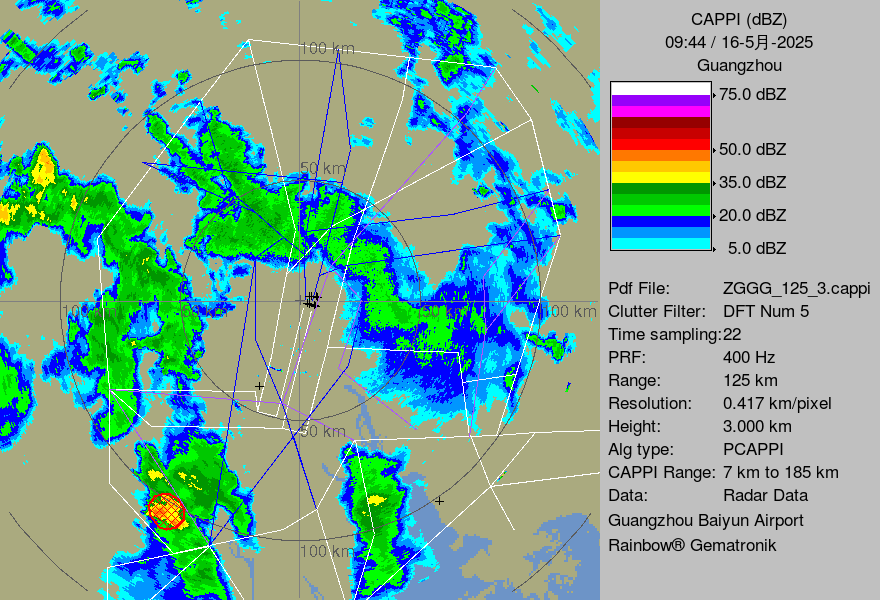 CAPPI (dBZ)
09:44 / 16-5月-2025
Guangzhou
75.0 dBZ
50.0 dBZ
35.0 dBZ
20.0 dBZ
5.0 dBZ
Pdf File: ZGGG_125_3.cappi
Clutter Filter: DFT Num 5
Time sampling: 22
PRF: 400 Hz
Range: 125 km
Resolution: 0.417 km/pixel
Height: 3.000 km
Alg type: PCAPPI
CAPPI Range: 7 km to 185 km
Data: Radar Data
Guangzhou Baiyun Airport
Rainbow® Gematronik
100 km
50 km
100 km
50 km
50 km
100 km
50 km
100 km